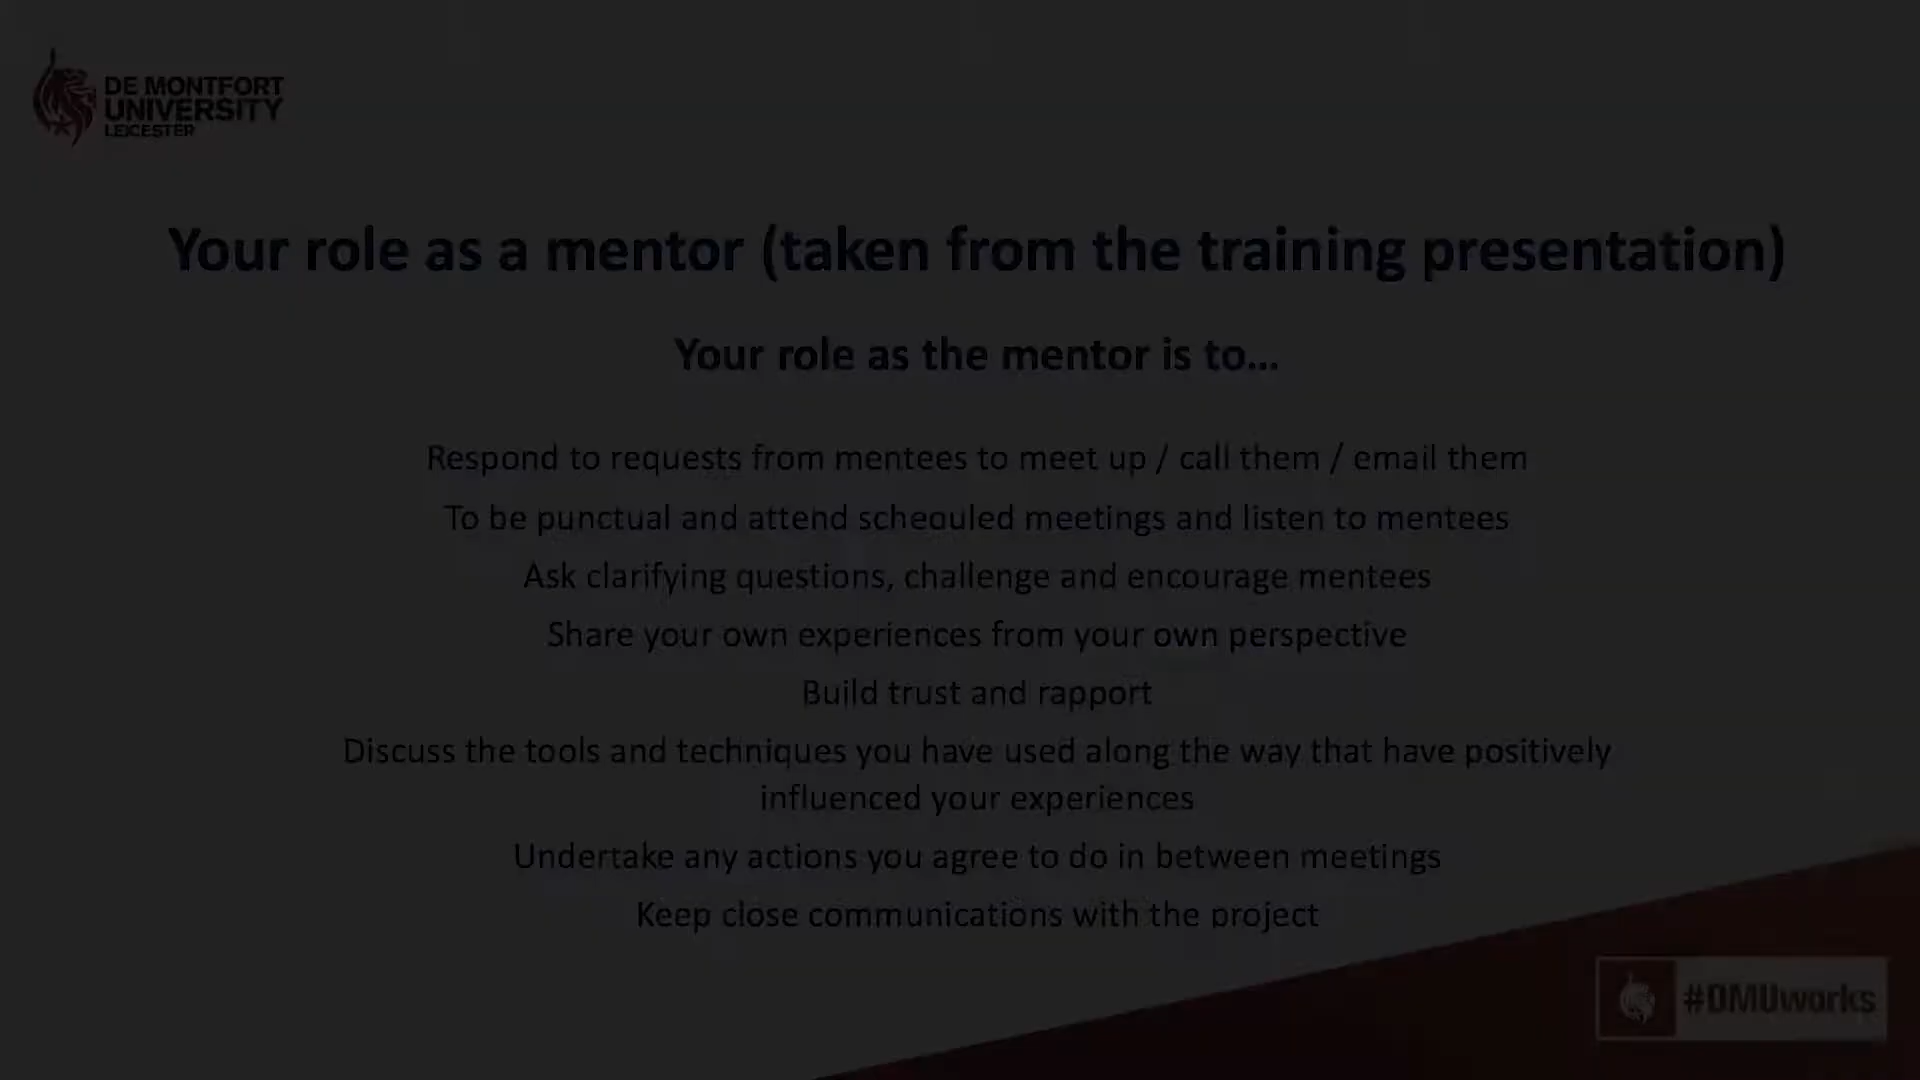 DE MONTFORT
UNIVERSITY
LEICESTER
Your role as a mentor (taken from the training presentation)
Your role as the mentor is to...
Respond to requests from mentees to meet up / call them / email them
To be punctual and attend scheduled meetings and listen to mentees
Ask clarifying questions, challenge and encourage mentees
Share your own experiences from your own perspective
Build trust and rapport
Discuss the tools and techniques you have used along the way that have positively
influenced your experiences
Undertake any actions you agree to do in between meetings
Keep close communications with the project
#DMUworks